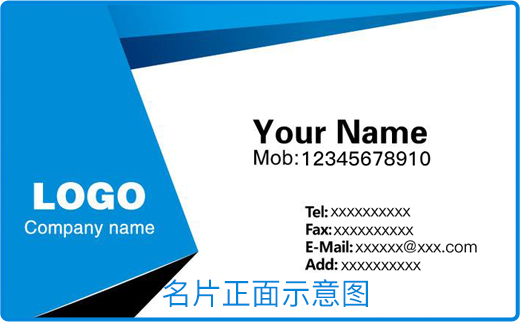 LOGO
Company name
Your Name
Mob:12345678910
Tel: xxxxxxxxxx
Fax: xxxxxxxxxx
E-Mail: xxxxxx@xxx.com
Add: xxxxxxxxxx
名片正面示意图